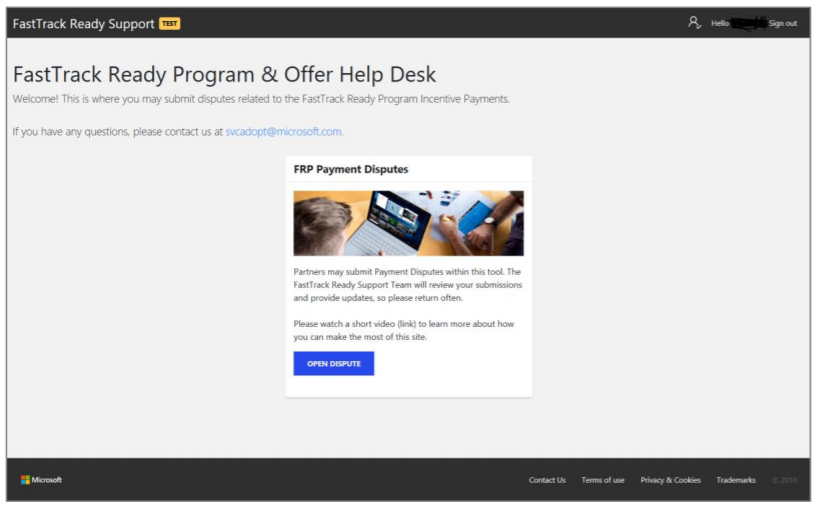 FastTrack Ready Support TEST
Hello Sign out
FastTrack Ready Program & Offer Help Desk
Welcome! This is where you may submit disputes related to the FastTrack Ready Program Incentive Payments.
If you have any questions, please contact us at svcadopt@microsoft.com.
FRP Payment Disputes
Partners may submit Payment Disputes within this tool. The
FastTrack Ready Support Team will review your submissions
and provide updates, so please return often.
Please watch a short video (link) to learn more about how
you can make the most of this site.
OPEN DISPUTE
Microsoft
Contact Us Terms of use Privacy & Cookies Trademarks © 2018